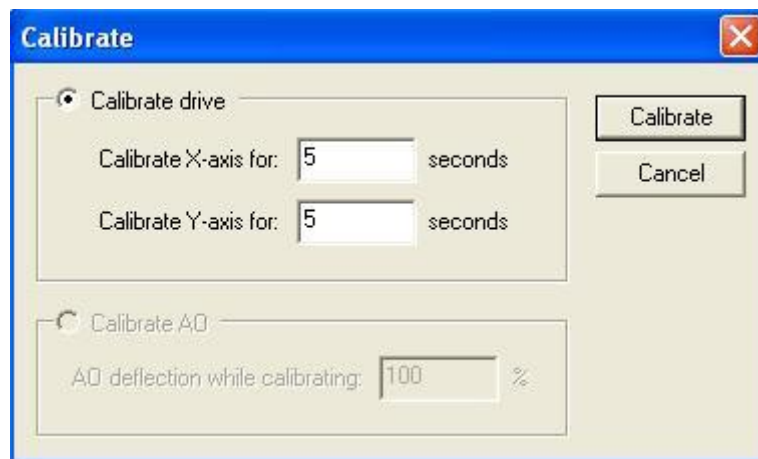 Calibrate
Calibrate drive
Calibrate X-axis for: 5 seconds
Calibrate Y-axis for: 5 seconds
Calibrate
Cancel
Calibrate AO
AO deflection while calibrating: 100 %